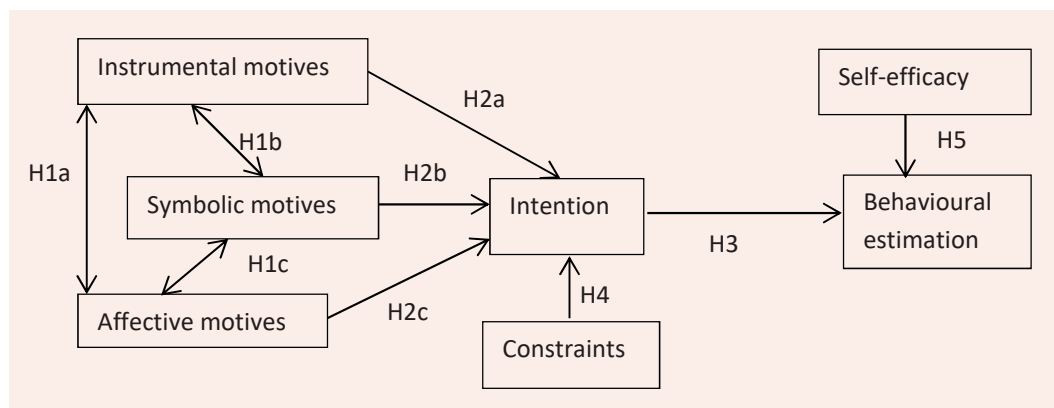 Instrumental motives
Self-efficacy
H2a
H1b
H5
H1a
H2b
Symbolic motives
Intention
Behavioural
estimation
H3
H1c
H4
H2c
Affective motives
Constraints